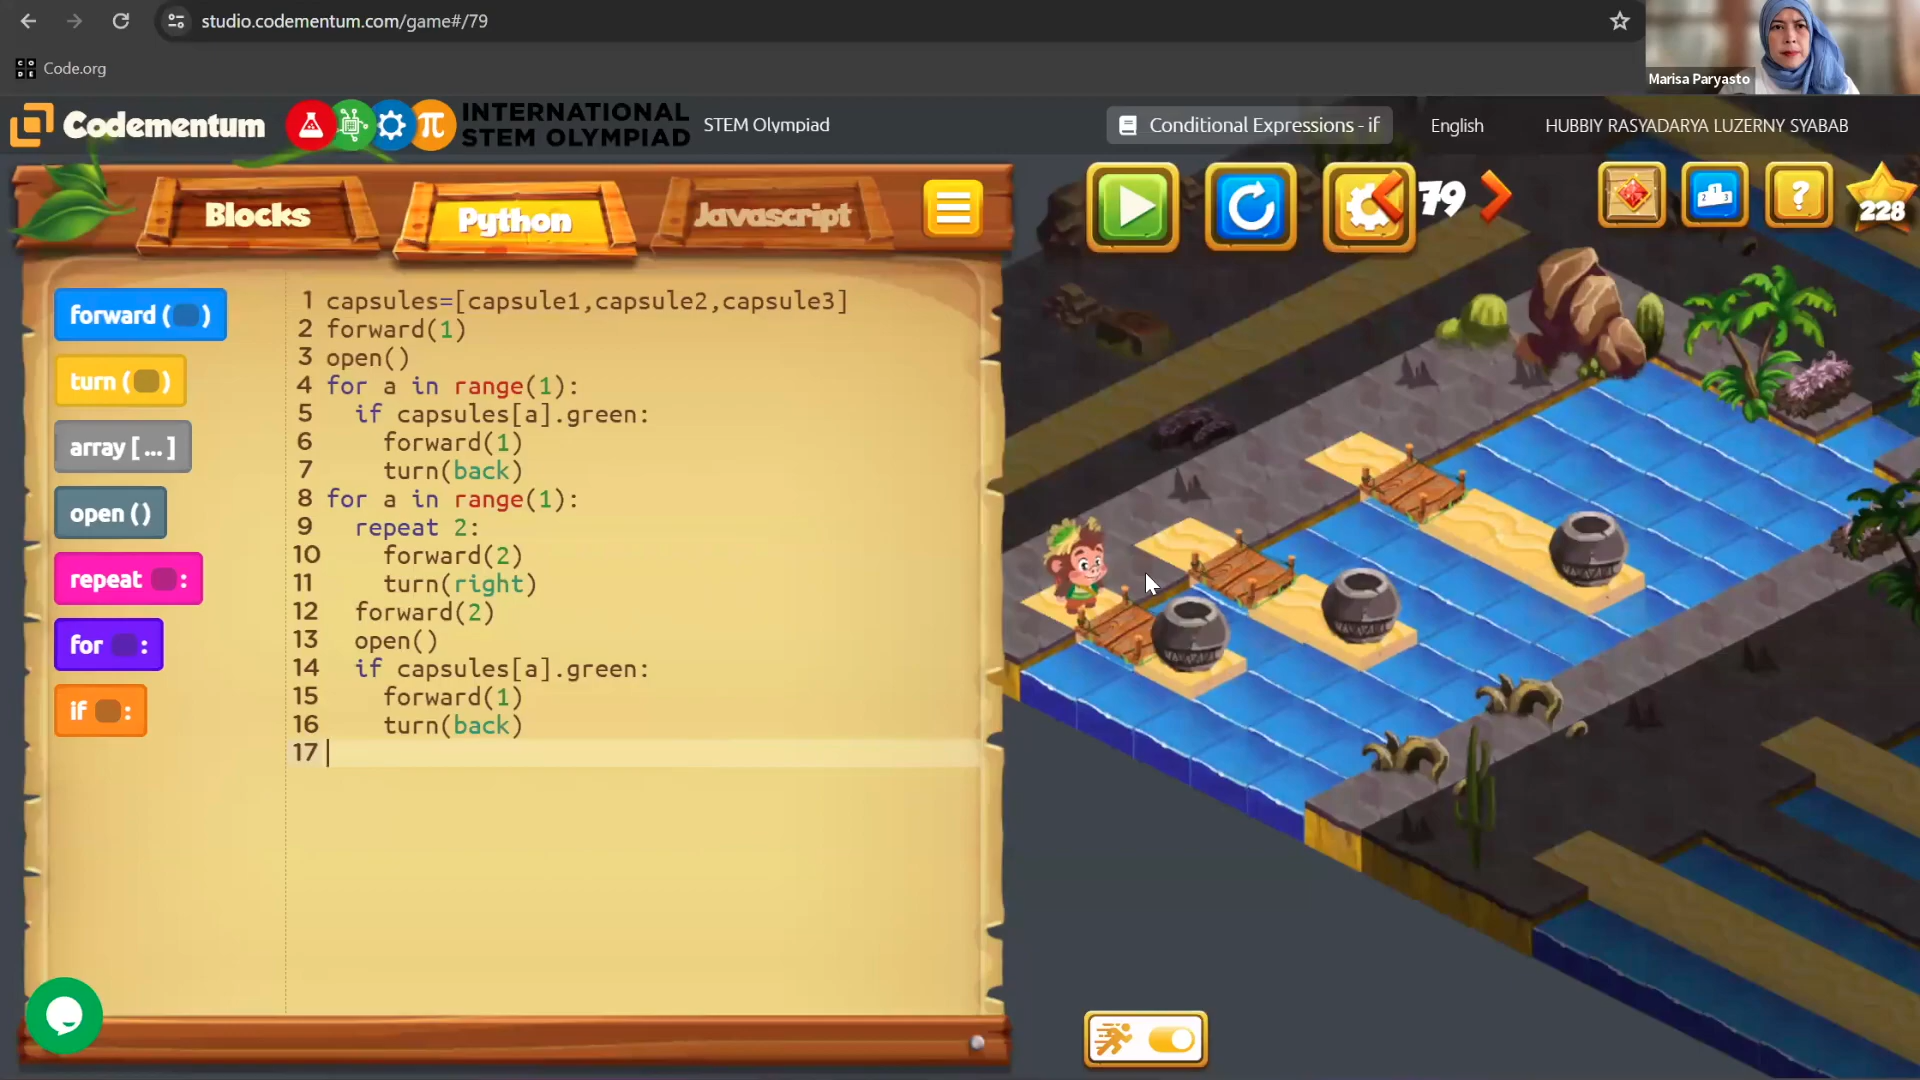 studio.codementum.com/game#/79
Code.org
Marisa Paryasto
Codementum
INTERNATIONAL
STEM OLYMPIAD
STEM Olympiad
Conditional Expressions - if
English
HUBBIY RASYADARYA LUZERNY SYABAB
Blocks
Python
Javascript
79
228
forward ( )
turn ( )
array [ ... ]
open ()
repeat :
for :
if :
1 capsules=[capsule1,capsule2,capsule3]
2 forward(1)
3 open()
4 for a in range(1):
5 if capsules[a].green:
6 forward(1)
7 turn(back)
8 for a in range(1):
9 repeat 2:
10 forward(2)
11 turn(right)
12 forward(2)
13 open()
14 if capsules[a].green:
15 forward(1)
16 turn(back)
17